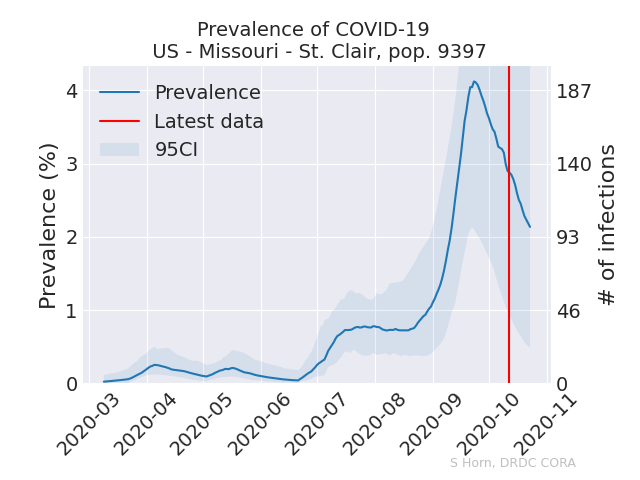 Prevalence of COVID-19
US - Missouri - St. Clair, pop. 9397
Prevalence
Latest data
95CI
Prevalence (%)
4
3
2
1
0
187
140
93
46
0
# of infections
2020-03
2020-04
2020-05
2020-06
2020-07
2020-08
2020-09
2020-10
2020-11
S Horn, DRDC CORA